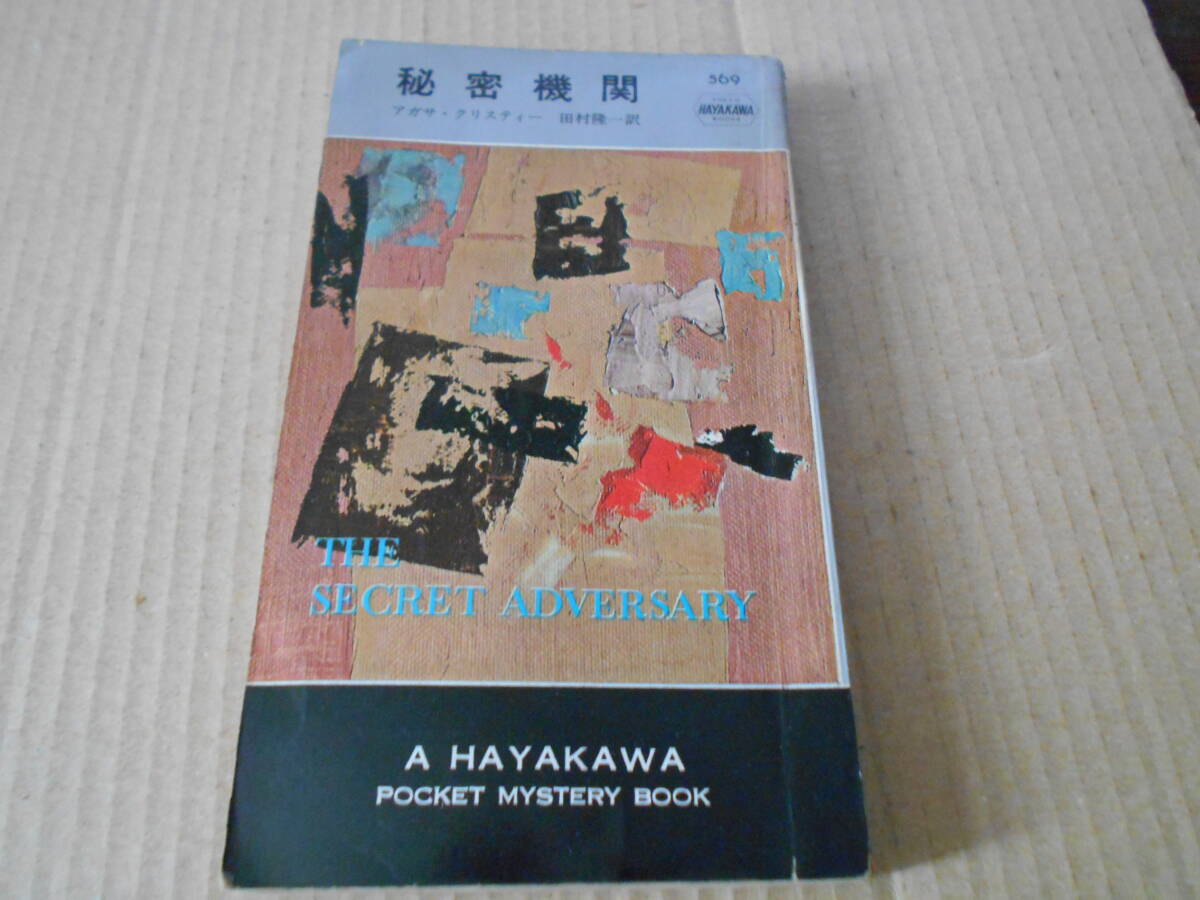 秘密機関
569
アガサ・クリスティー 田村隆一訳
HAYAKAWA
BOOKS
THE
SECRET ADVERSARY
A HAYAKAWA
POCKET MYSTERY BOOK